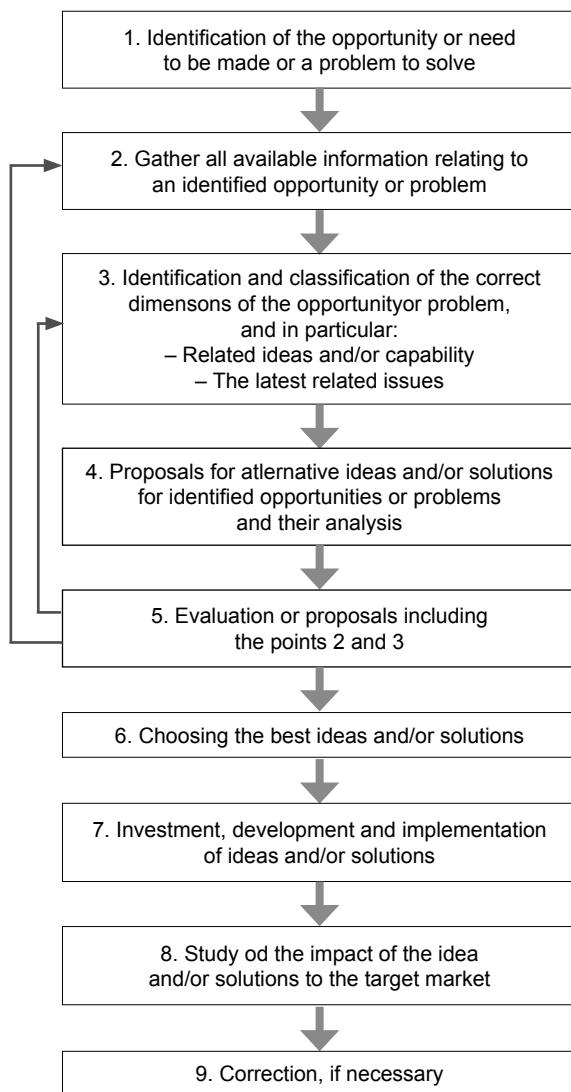 1. Identification of the opportunity or need
to be made or a problem to solve
2. Gather all available information relating to
an identified opportunity or problem
3. Identification and classification of the correct
dimensons of the opportunityor problem,
and in particular:
– Related ideas and/or capability
– The latest related issues
4. Proposals for atlernative ideas and/or solutions
for identified opportunities or problems
and their analysis
5. Evaluation or proposals including
the points 2 and 3
6. Choosing the best ideas and/or solutions
7. Investment, development and implementation
of ideas and/or solutions
8. Study od the impact of the idea
and/or solutions to the target market
9. Correction, if necessary